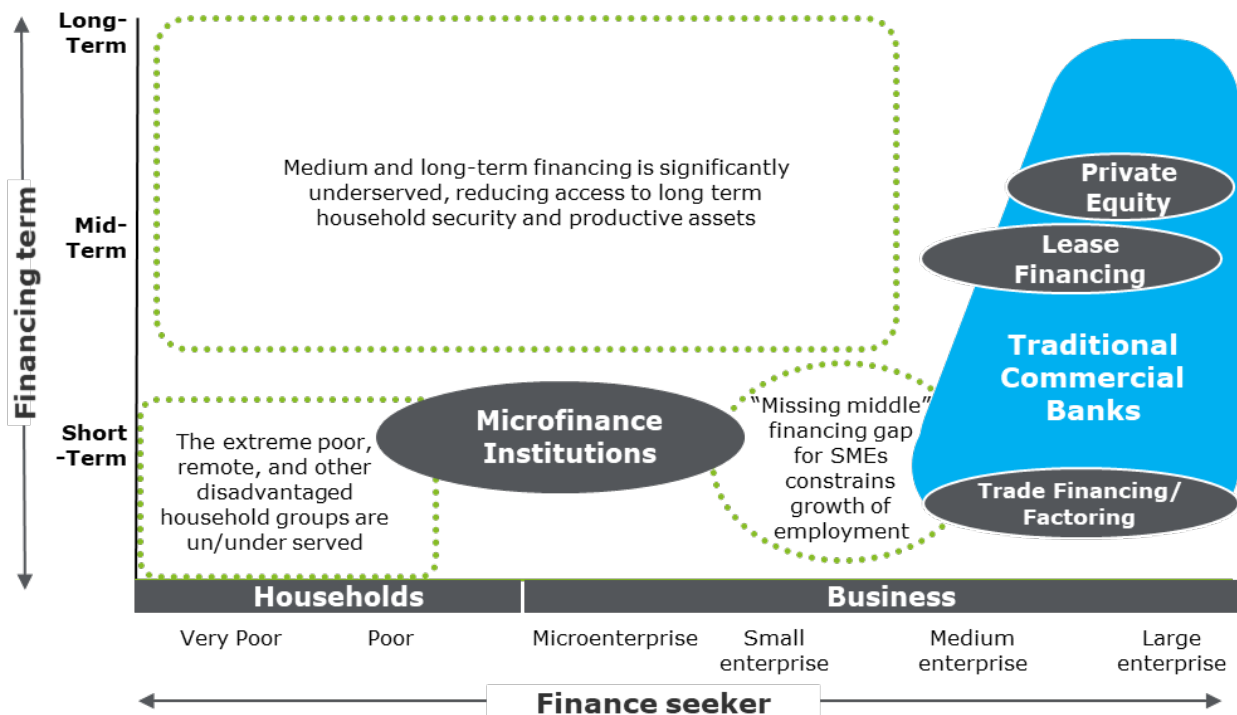 Long-
Term
Mid-
Term
Short
-Term
Financing term
Medium and long-term financing is significantly
underserved, reducing access to long term
household security and productive assets
Private
Equity
Lease
Financing
Traditional
Commercial
Banks
Trade Financing/
Factoring
The extreme poor,
remote, and other
disadvantaged
household groups are
un/under served
Microfinance
Institutions
“Missing middle”
financing gap
for SMEs
constrains
growth of
employment
Households
Business
Very Poor
Poor
Microenterprise
Small
enterprise
Medium
enterprise
Large
enterprise
Finance seeker